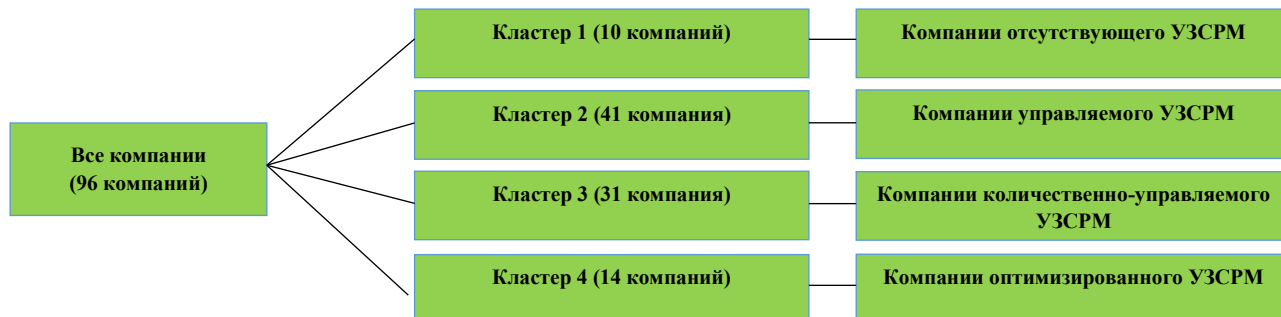 Кластер 1 (10 компаний)
Компании отсутствующего УЗСРМ
Кластер 2 (41 компания)
Компании управляемого УЗСРМ
Все компании
(96 компаний)
Кластер 3 (31 компания)
Компании количественно-управляемого
УЗСРМ
Кластер 4 (14 компаний)
Компании оптимизированного УЗСРМ